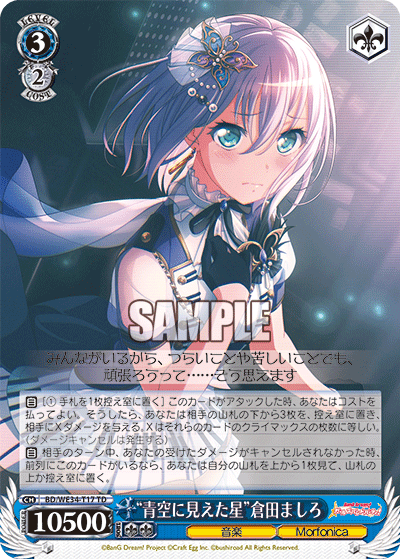 LEVEL
3
2
COST
SAMPLE
みんながいるから、つらいことや苦しいことでも、
頑張ろうって……そう思えます
自 [① 手札を1枚控え室に置く] このカードがアタックした時、あなたはコストを
払ってよい。そうしたら、あなたは相手の山札の下から3枚を、控え室に置き、
相手にXダメージを与える。Xはそれらのカードのクライマックスの枚数に等しい。
(ダメージキャンセルは発生する)
自 相手のターン中、あなたの受けたダメージがキャンセルされなかった時、
前列にこのカードがいるなら、あなたは自分の山札を上から1枚見て、山札
の上か下に置く。
CH
BD/WE34-T17 TD
"青空に見えた星"倉田ましろ
10500
音楽
Morfonica
©BanG Dream! Project ©Craft Egg Inc. ©bushiroad All Rights Reserved.